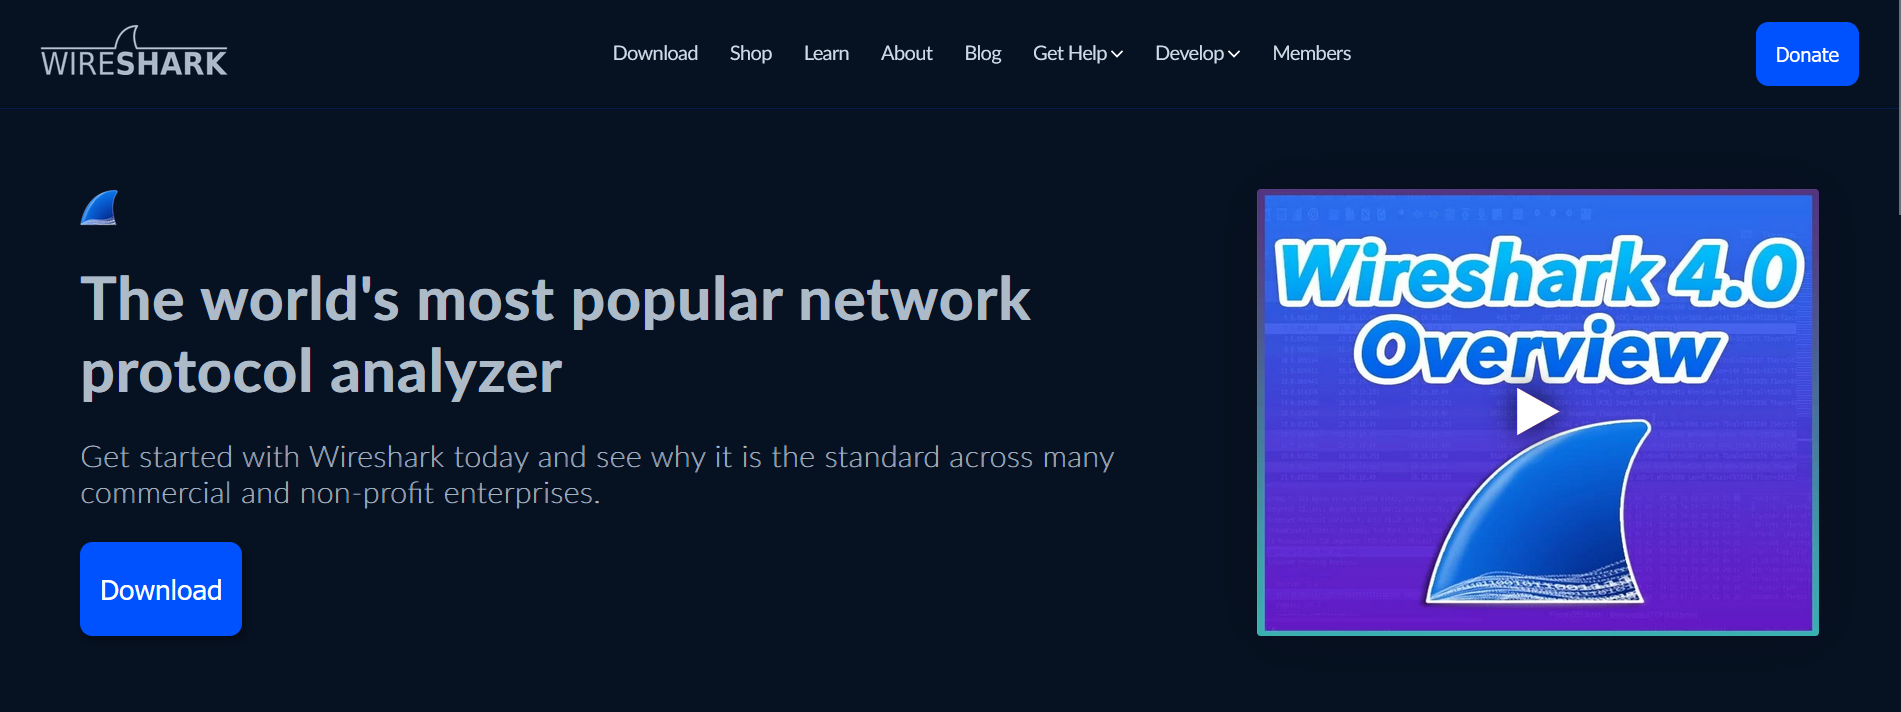 WIRESHARK
Download Shop Learn About Blog Get Help Develop Members
Donate
The world's most popular network
protocol analyzer
Get started with Wireshark today and see why it is the standard across many
commercial and non-profit enterprises.
Download
Wireshark 4.0
Overview